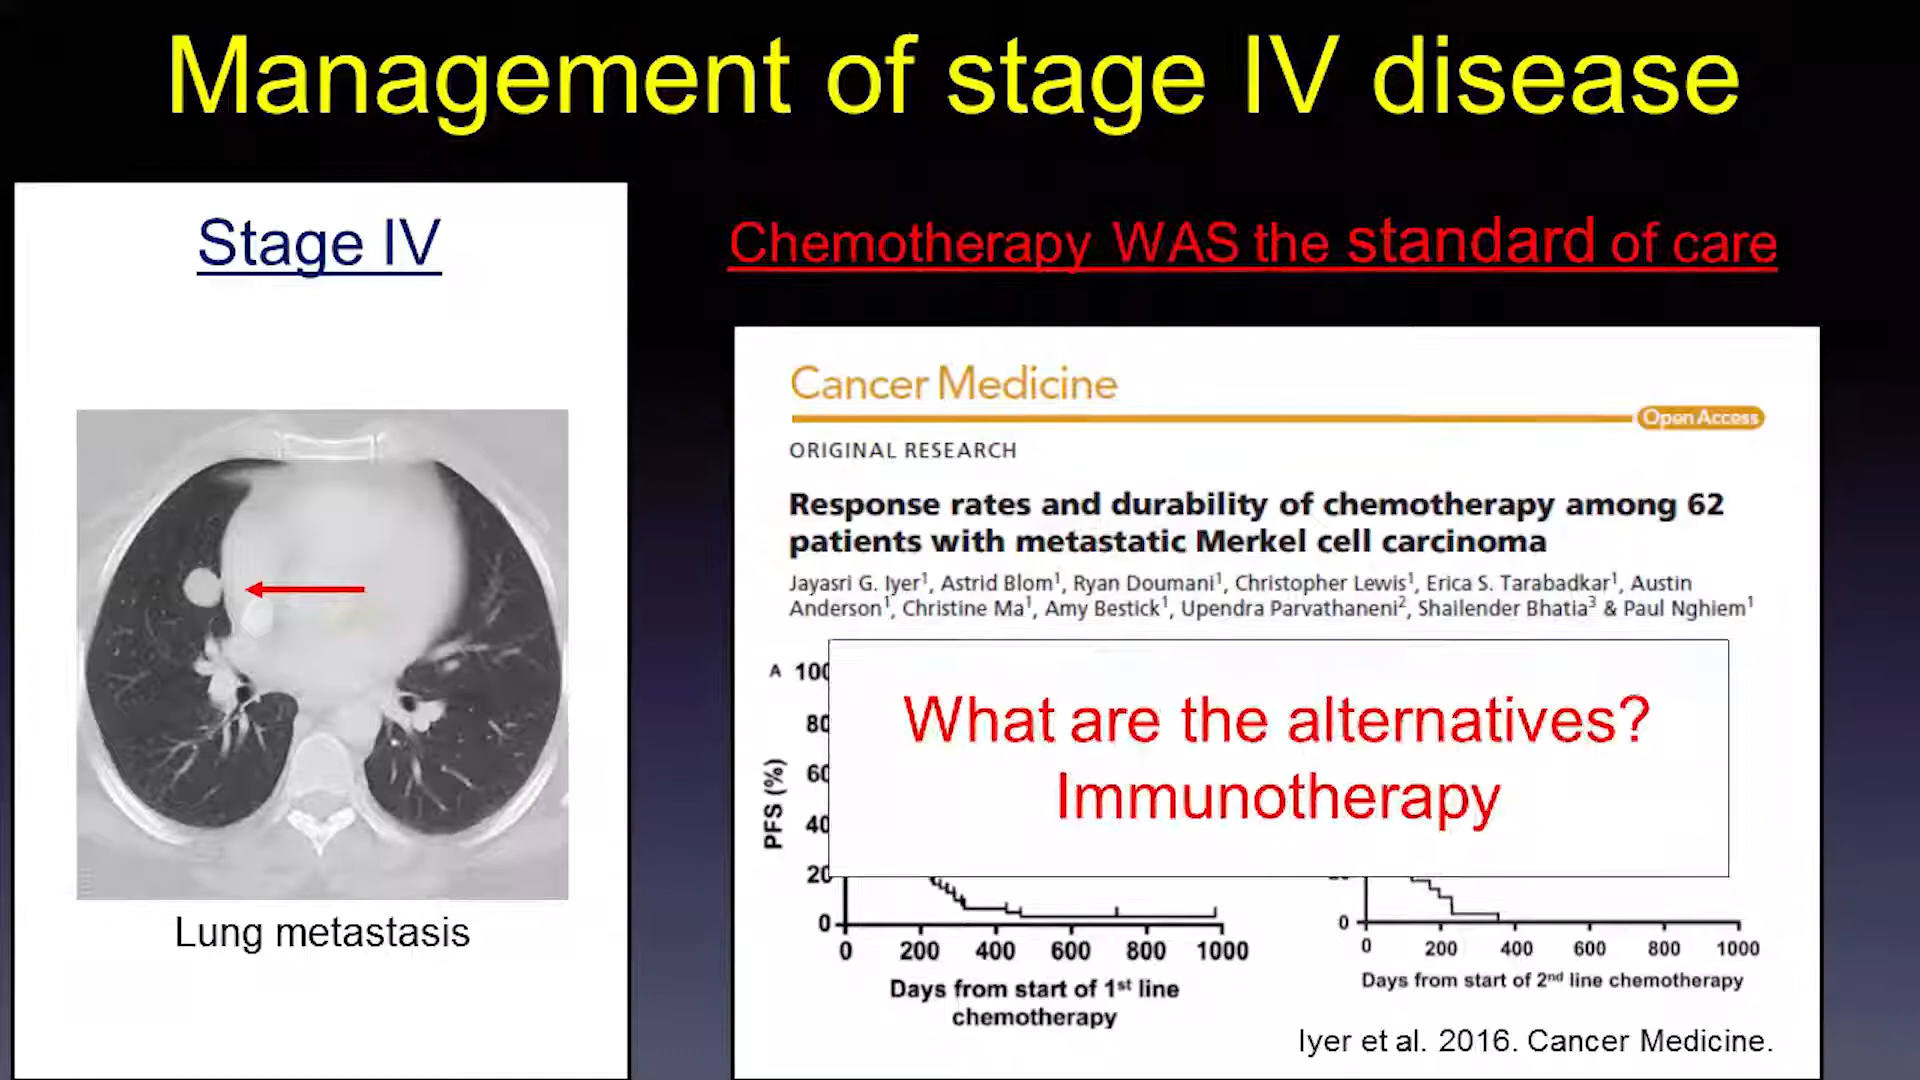 Management of stage IV disease
Stage IV
Lung metastasis
Chemotherapy WAS the standard of care
Cancer Medicine
Open Access
ORIGINAL RESEARCH
Response rates and durability of chemotherapy among 62
patients with metastatic Merkel cell carcinoma
Jayasri G. Iyer¹, Astrid Blom¹, Ryan Doumani¹, Christopher Lewis¹, Erica S. Tarabadkar¹, Austin
Anderson¹, Christine Ma¹, Amy Bestick¹, Upendra Parvathaneni², Shailender Bhatia³ & Paul Nghiem¹
What are the alternatives?
Immunotherapy
A
PFS (%)
80
60
40
20
0
0 200 400 600 800 1000
Days from start of 1st line
chemotherapy
0
0 200 400 600 800 1000
Days from start of 2nd line chemotherapy
Iyer et al. 2016. Cancer Medicine.